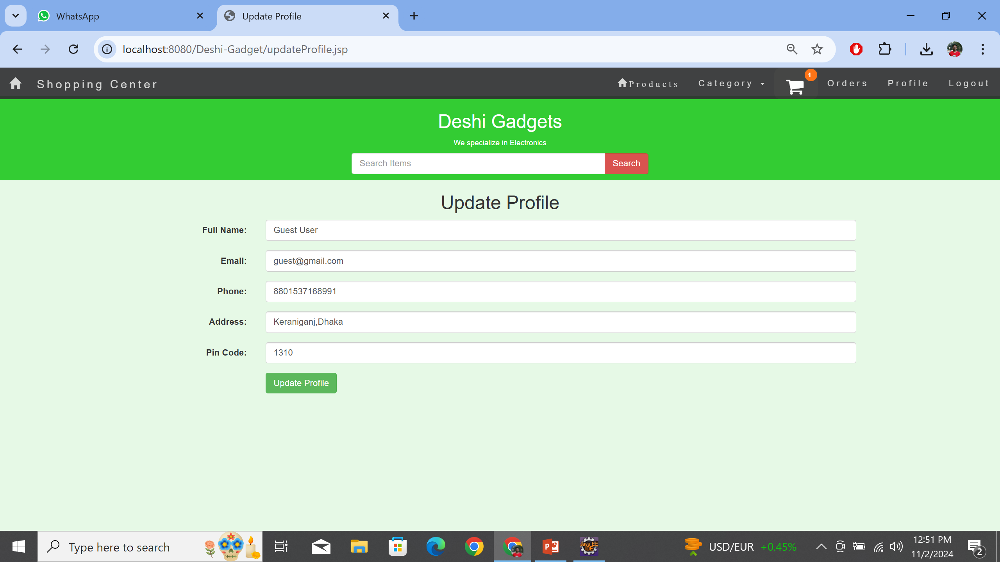 WhatsApp
Update Profile
localhost:8080/Deshi-Gadget/updateProfile.jsp
Shopping Center
Products
Category
1
Orders
Profile
Logout
Deshi Gadgets
We specialize in Electronics
Search Items
Search
Update Profile
Full Name: Guest User
Email: guest@gmail.com
Phone: 8801537168991
Address: Keraniganj,Dhaka
Pin Code: 1310
Update Profile
Type here to search
Java EE
IDE
USD/EUR +0.45%
12:51 PM
11/2/2024
2